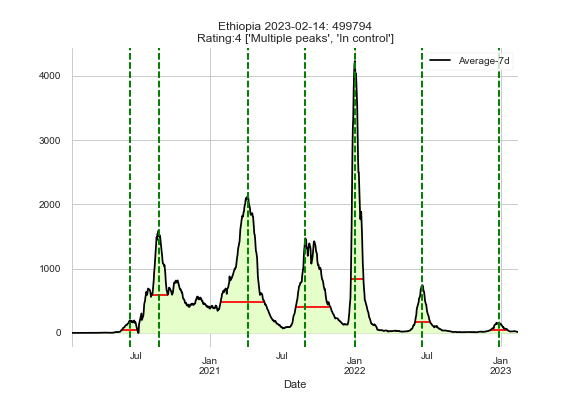 Ethiopia 2023-02-14: 499794
Rating:4 ['Multiple peaks', 'In control']
Average-7d
4000
3000
2000
1000
0
Jul
Jan
2021
Jul
Jan
2022
Jul
Jan
2023
Date